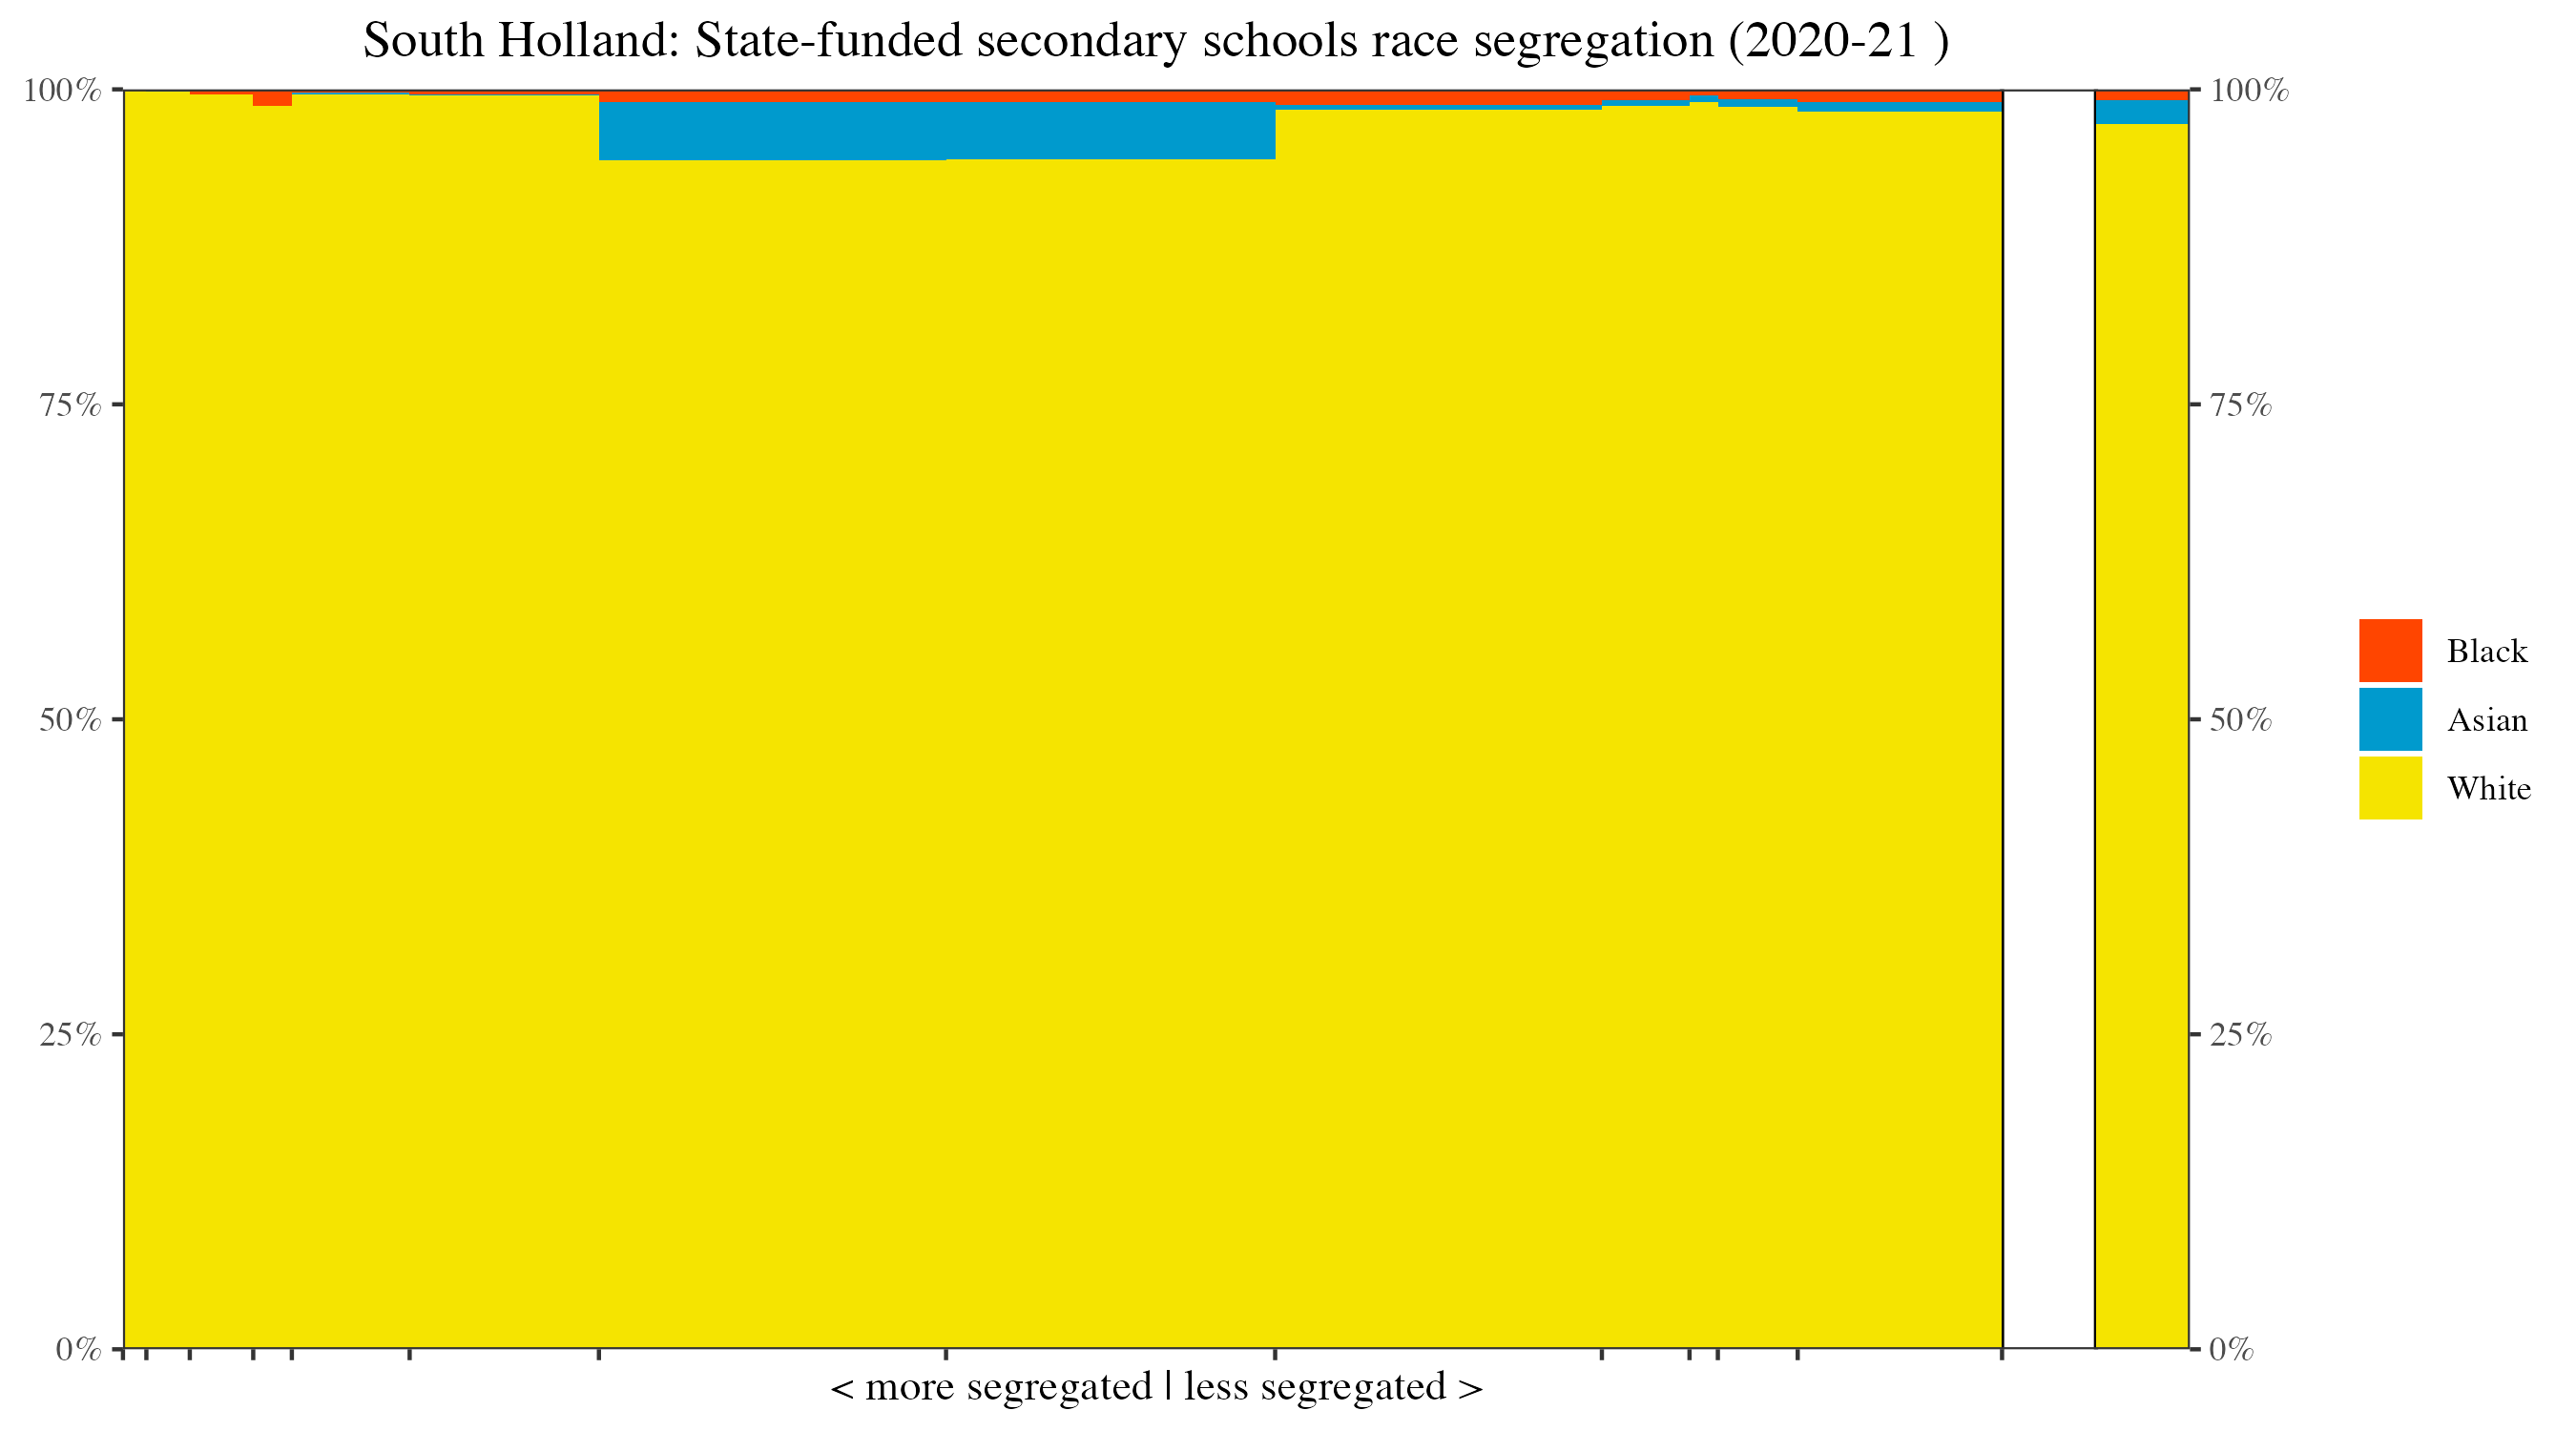 South Holland: State-funded secondary schools race segregation (2020-21 )
100%
100%
75%
75%
50%
50%
25%
25%
0%
0%
Black
Asian
White
< more segregated | less segregated >